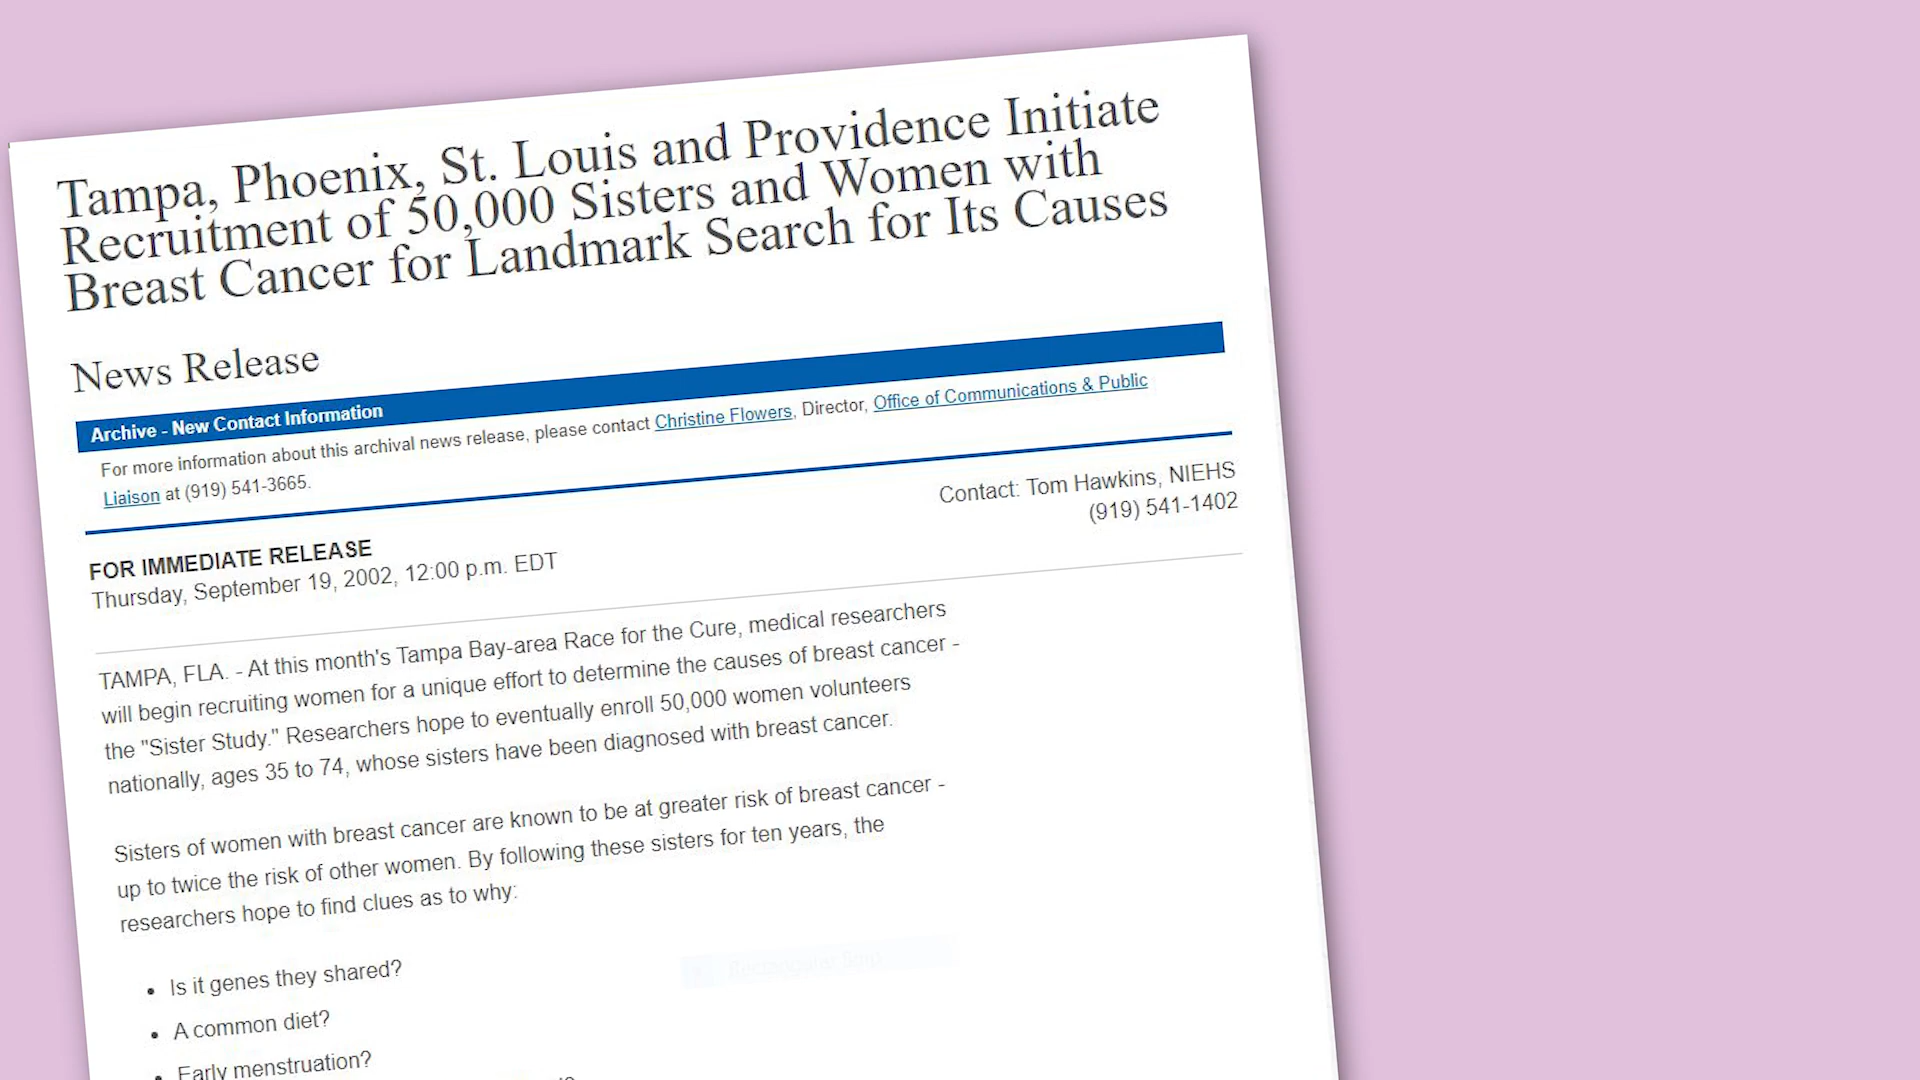 Tampa, Phoenix, St. Louis and Providence Initiate
Recruitment of 50,000 Sisters and Women with
Breast Cancer for Landmark Search for Its Causes
News Release
Archive - New Contact Information
For more information about this archival news release, please contact Christine Flowers, Director, Office of Communications & Public
Liaison at (919) 541-3665.
Contact: Tom Hawkins, NIEHS
(919) 541-1402
FOR IMMEDIATE RELEASE
Thursday, September 19, 2002, 12:00 p.m. EDT
TAMPA, FLA. - At this month's Tampa Bay-area Race for the Cure, medical researchers
will begin recruiting women for a unique effort to determine the causes of breast cancer -
the "Sister Study." Researchers hope to eventually enroll 50,000 women volunteers
nationally, ages 35 to 74, whose sisters have been diagnosed with breast cancer.
Sisters of women with breast cancer are known to be at greater risk of breast cancer -
up to twice the risk of other women. By following these sisters for ten years, the
researchers hope to find clues as to why:
• Is it genes they shared?
• A common diet?
• Early menstruation?